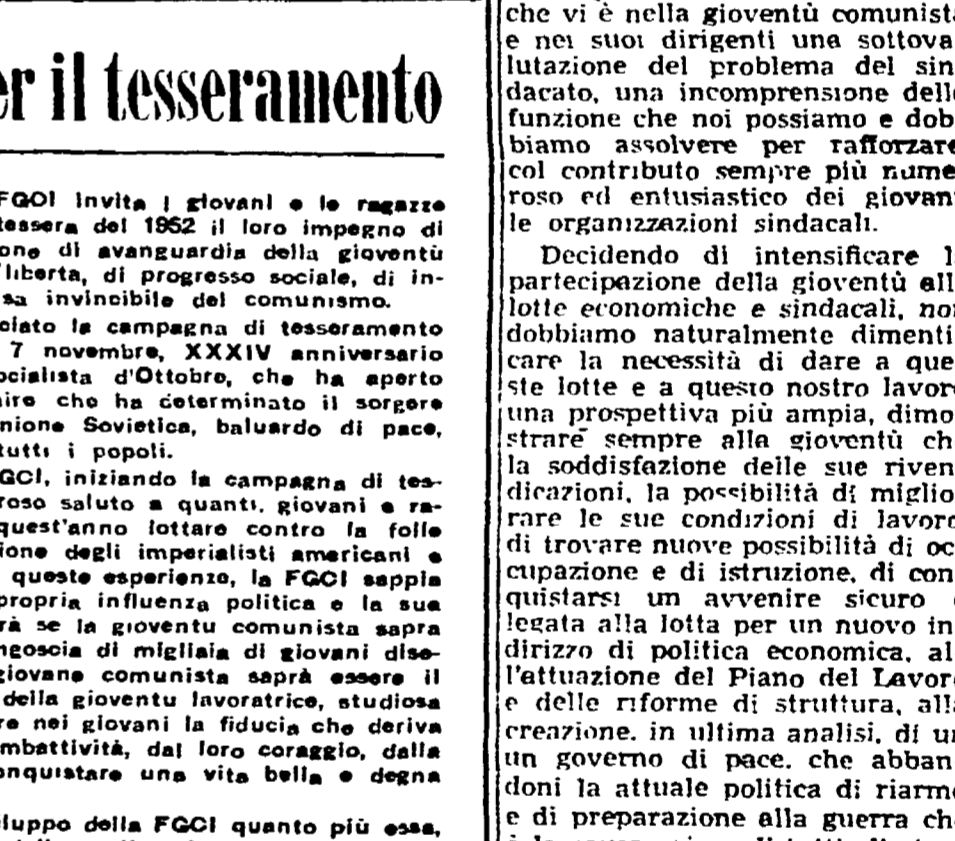 er il tesseramento
FGCI invita i giovani e le ragazze
tessera del 1952 il loro impegno di
one di avanguardia della gioventù
liberta, di progresso sociale, di in-
sa invincibile del comunismo.
ciato la campagna di tesseramento
7 novembre, XXXIV anniversario
ocialista d'Ottobre, che ha aperto
nire che ha determinato il sorgere
nione Sovietica, baluardo di pace,
tutti i popoli.
GCI, iniziando la campagna di tes-
roso saluto a quanti, giovani e ra-
quest'anno lottare contro la folle
ione degli imperialisti americani e
queste esperienze, la FGCI sappia
propria influenza politica e la sua
rà se la gioventu comunista sapra
ngoscia di migliaia di giovani diso-
giovane comunista saprà essere il
della gioventu lavoratrice, studiosa
re nei giovani la fiducia che deriva
mbattività, dal loro coraggio, dalla
onquistare una vita bella e degna
luppo della FGCI quanto più essa,
che vi è nella gioventù comunista
e nei suoi dirigenti una sottova
lutazione del problema del sin
dacato, una incomprensione delle
funzione che noi possiamo e dob
biamo assolvere per rafforzare
col contributo sempre più nume
roso ed entusiastico dei giovani
le organizzazioni sindacali.
Decidendo di intensificare l
partecipazione della gioventù all
lotte economiche e sindacali, non
dobbiamo naturalmente dimenti
care la necessità di dare a que
ste lotte e a questo nostro lavoro
una prospettiva più ampia, dimo
strare sempre alla gioventù che
la soddisfazione delle sue riven
dicazioni, la possibilità di miglio
rare le sue condizioni di lavoro
di trovare nuove possibilità di oc
cupazione e di istruzione, di con
quistarsi un avvenire sicuro è
legata alla lotta per un nuovo in
dirizzo di politica economica, al
l'attuazione del Piano del Lavoro
e delle riforme di struttura, alla
creazione, in ultima analisi, di un
un governo di pace, che abban
doni la attuale politica di riarmo
e di preparazione alla guerra che